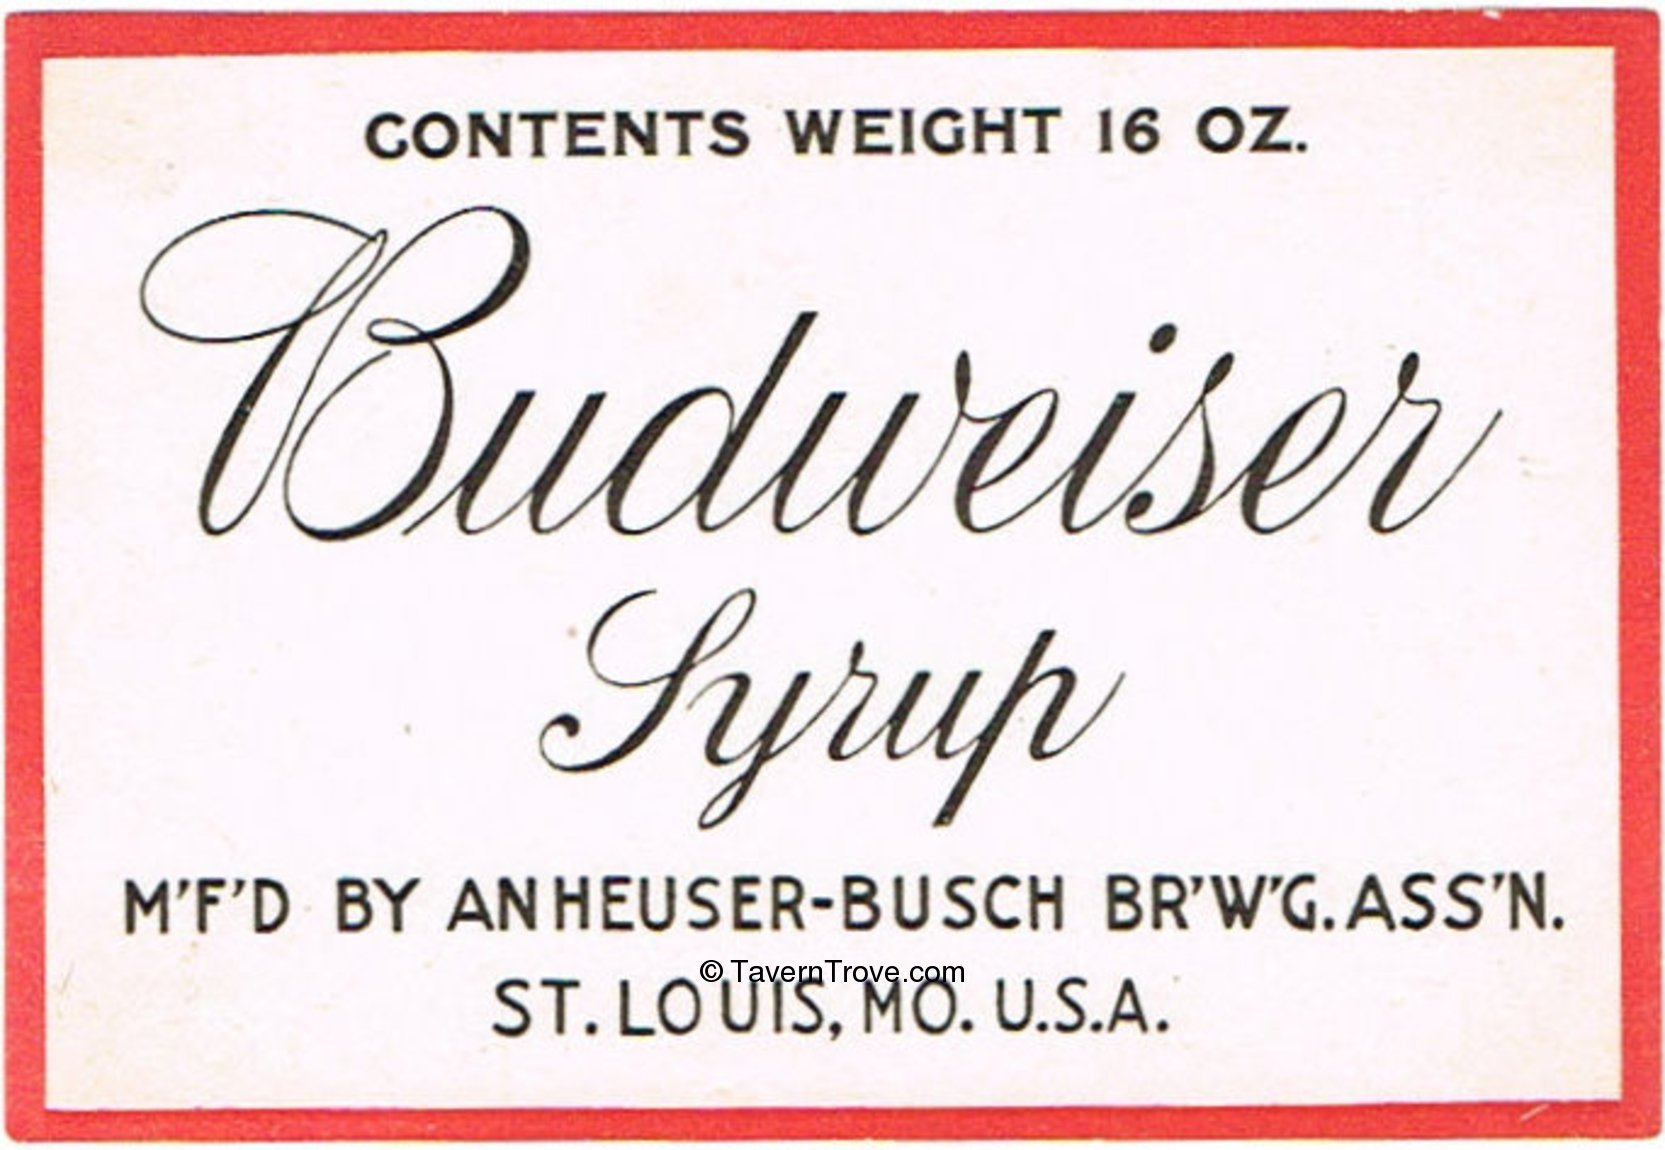 CONTENTS WEIGHT 16 OZ.
Budweiser
Syrup
M'F'D BY ANHEUSER-BUSCH BR'W'G. ASS'N.
© TavernTrove.com
ST. LOUIS, MO. U.S.A.